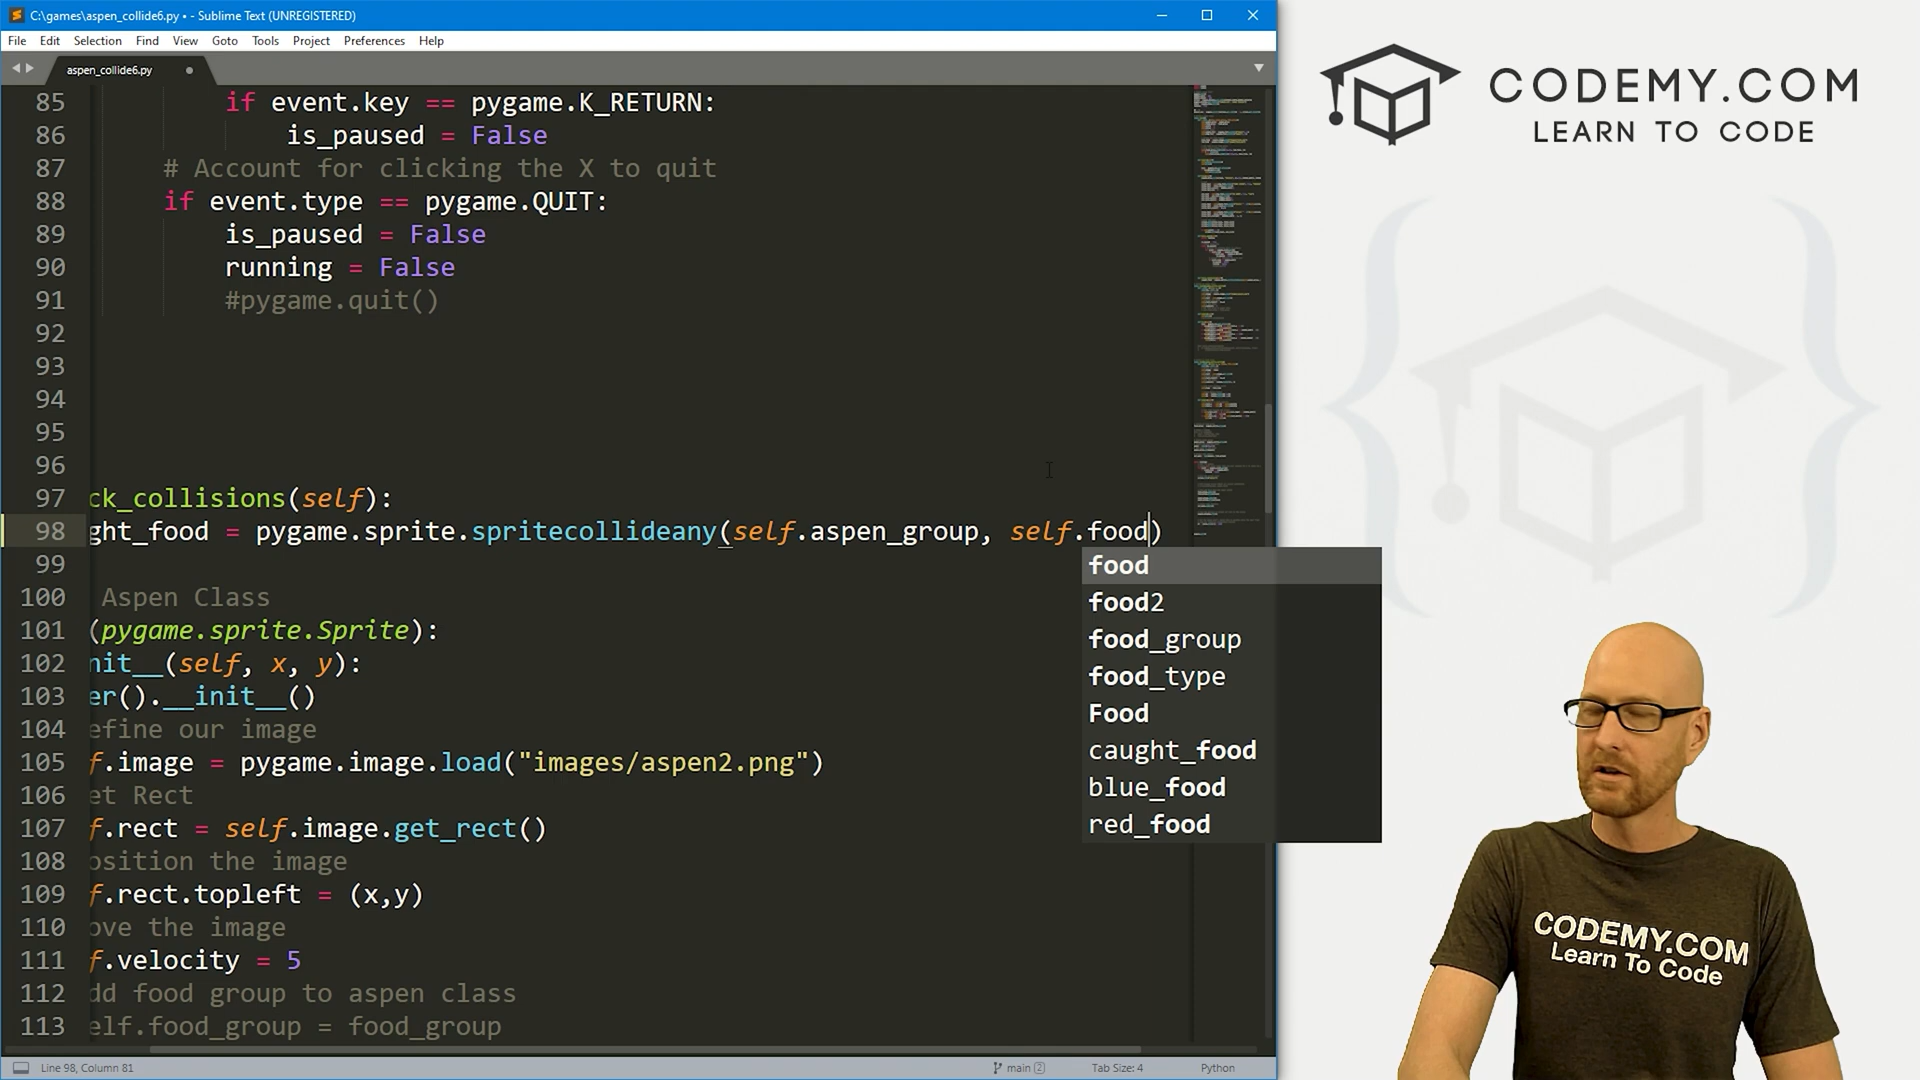 C:\games\aspen_collide6.py • - Sublime Text (UNREGISTERED)
File Edit Selection Find View Goto Tools Project Preferences Help
aspen_collide6.py
85 if event.key == pygame.K_RETURN:
86 is_paused = False
87 # Account for clicking the X to quit
88 if event.type == pygame.QUIT:
89 is_paused = False
90 running = False
91 #pygame.quit()
92
93
94
95
96
97 ck_collisions(self):
98 ght_food = pygame.sprite.spritecollideany(self.aspen_group, self.food)
99
100 Aspen Class
101 (pygame.sprite.Sprite):
102 nit__(self, x, y):
103 er().__init__()
104 efine our image
105 f.image = pygame.image.load("images/aspen2.png")
106 et Rect
107 f.rect = self.image.get_rect()
108 osition the image
109 f.rect.topleft = (x,y)
110 ove the image
111 f.velocity = 5
112 dd food group to aspen class
113 elf.food_group = food_group
food
food2
food_group
food_type
Food
caught_food
blue_food
red_food
Line 98, Column 81
main 2
Tab Size: 4
Python
CODEMY.COM
LEARN TO CODE
CODEMY.COM
Learn To Code